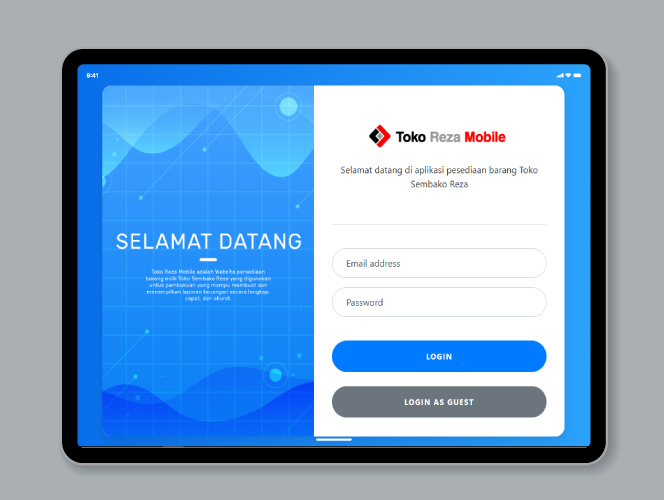 9:41
SELAMAT DATANG
Toko Reza Mobile adalah Website persediaan
barang milik Toko Sembako Reza yang digunakan
untuk pembukuan yang mampu membuat dan
menampilkan laporan keuangan secara lengkap,
cepat, dan akurat.
Toko Reza Mobile
Selamat datang di aplikasi pesediaan barang Toko
Sembako Reza
Email address
Password
LOGIN
LOGIN AS GUEST